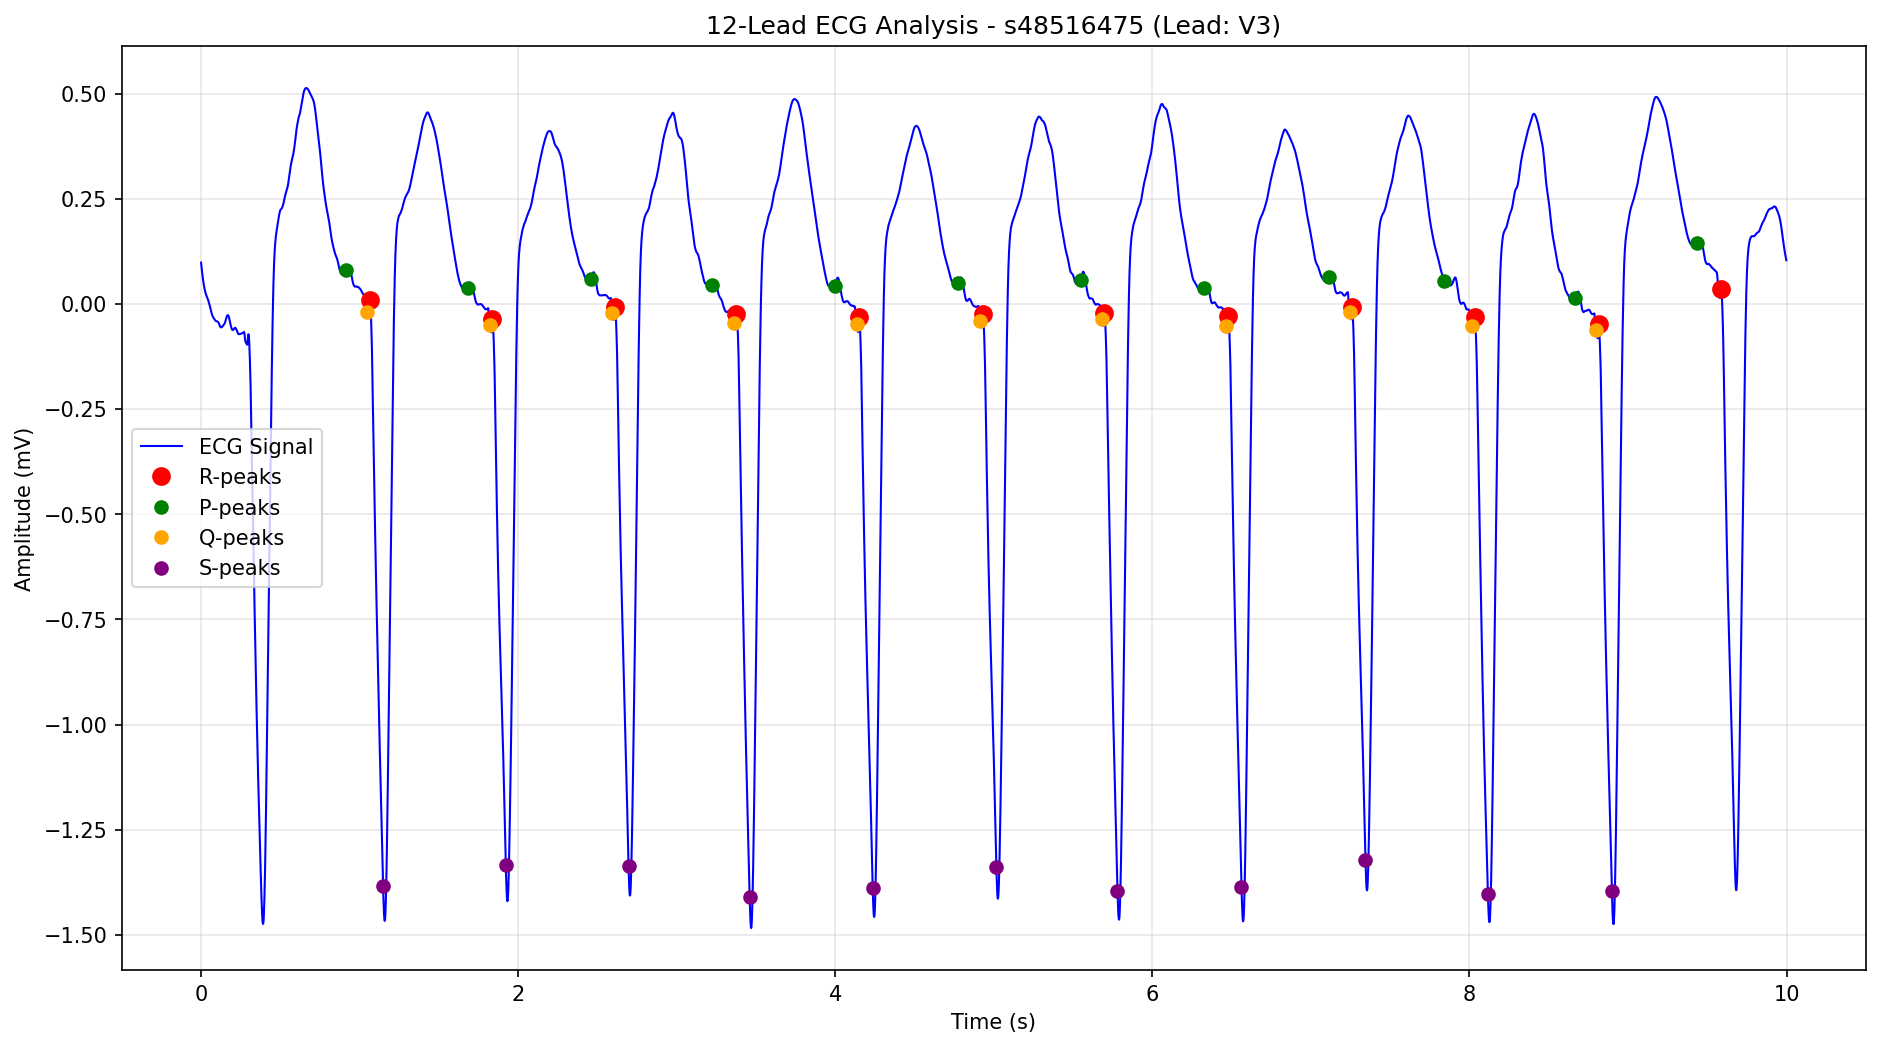 12-Lead ECG Analysis - s48516475 (Lead: V3)
Amplitude (mV)
0.50
0.25
0.00
−0.25
−0.50
−0.75
−1.00
−1.25
−1.50
ECG Signal
R-peaks
P-peaks
Q-peaks
S-peaks
0 2 4 6 8 10
Time (s)